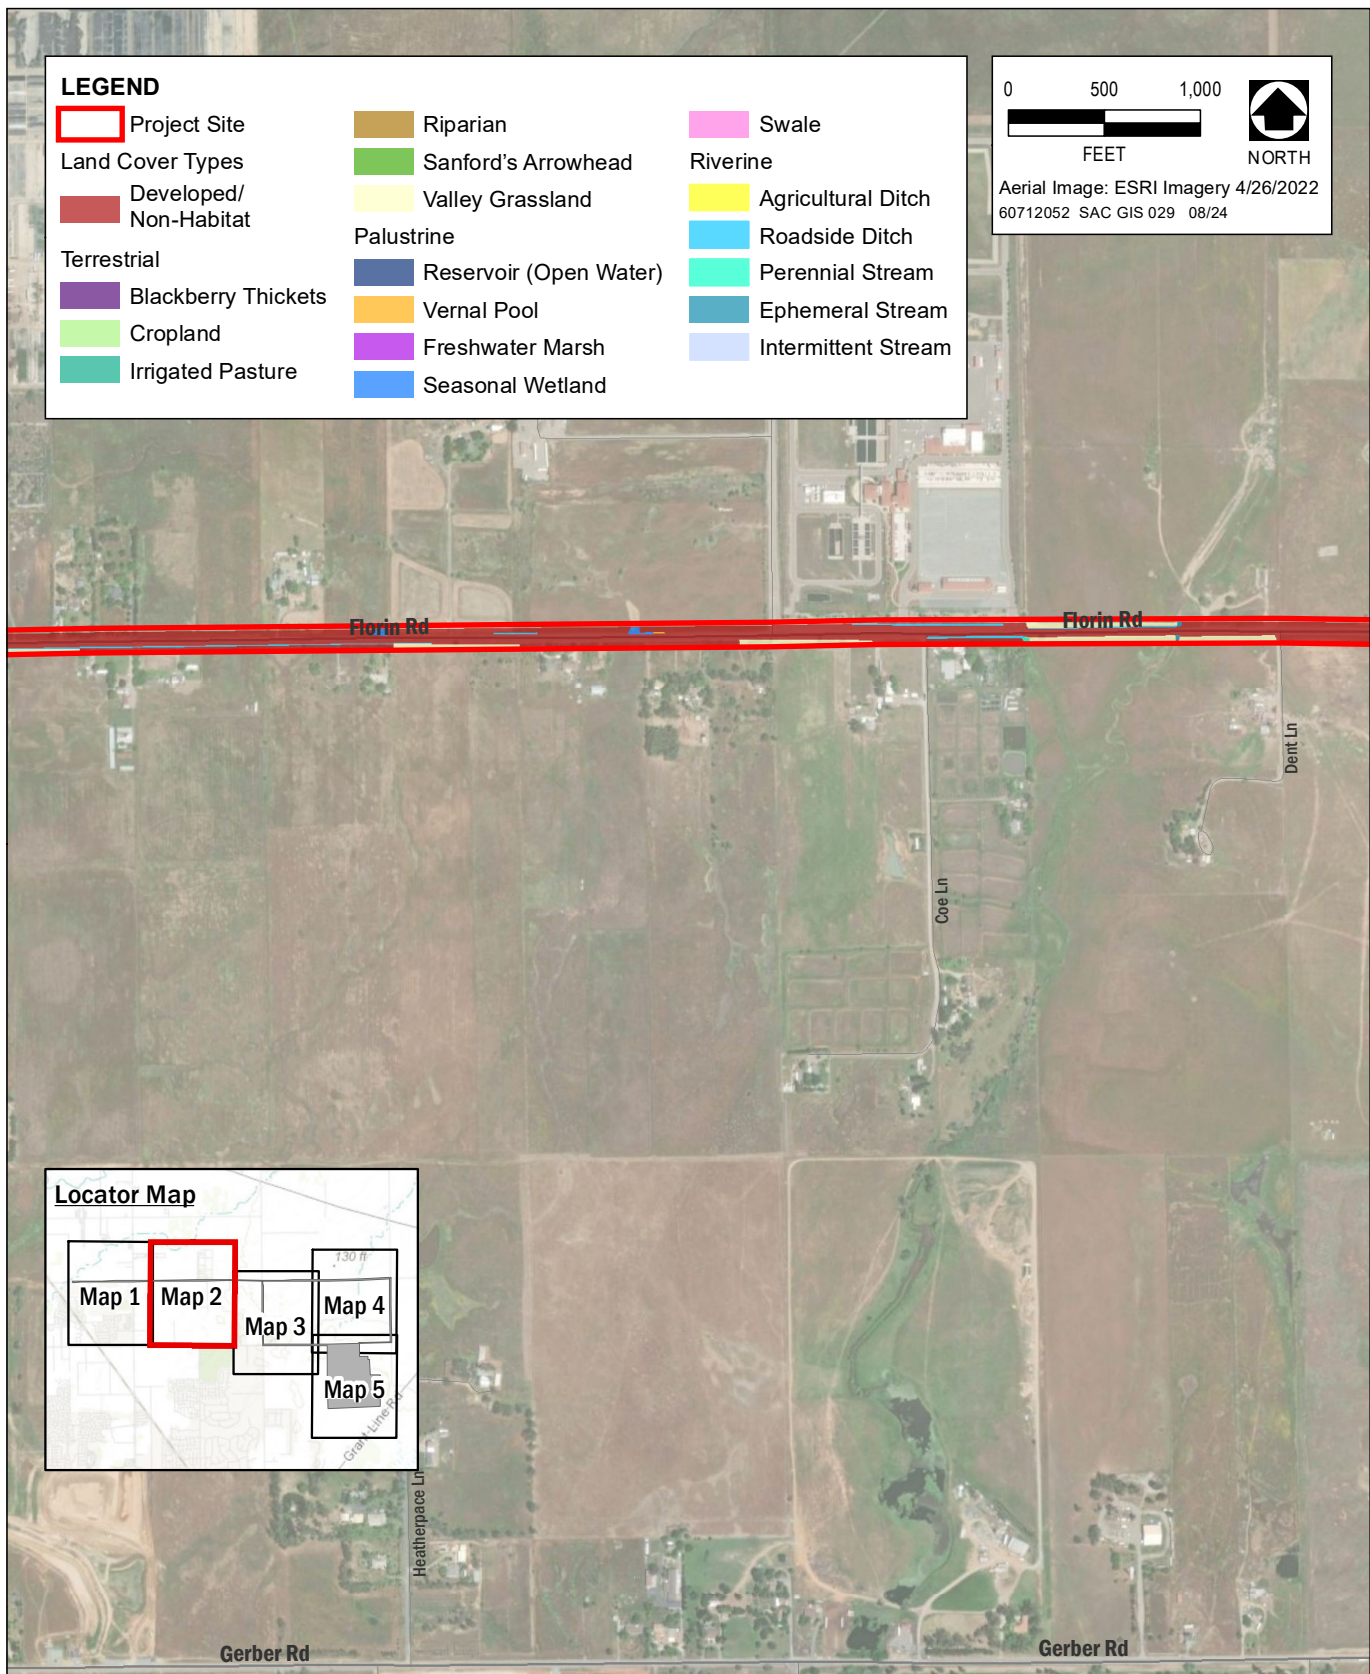 LEGEND
Project Site
Land Cover Types
Developed/
Non-Habitat
Terrestrial
Blackberry Thickets
Cropland
Irrigated Pasture
Riparian
Sanford's Arrowhead
Valley Grassland
Palustrine
Reservoir (Open Water)
Vernal Pool
Freshwater Marsh
Seasonal Wetland
Swale
Riverine
Agricultural Ditch
Roadside Ditch
Perennial Stream
Ephemeral Stream
Intermittent Stream
0 500 1,000
FEET
NORTH
Aerial Image: ESRI Imagery 4/26/2022
60712052 SAC GIS 029 08/24
Florin Rd
Florin Rd
Dent Ln
Coe Ln
Locator Map
130 ft
Map 1
Map 2
Map 3
Map 4
Map 5
Grant Line Rd
Heatherpace Ln
Gerber Rd
Gerber Rd